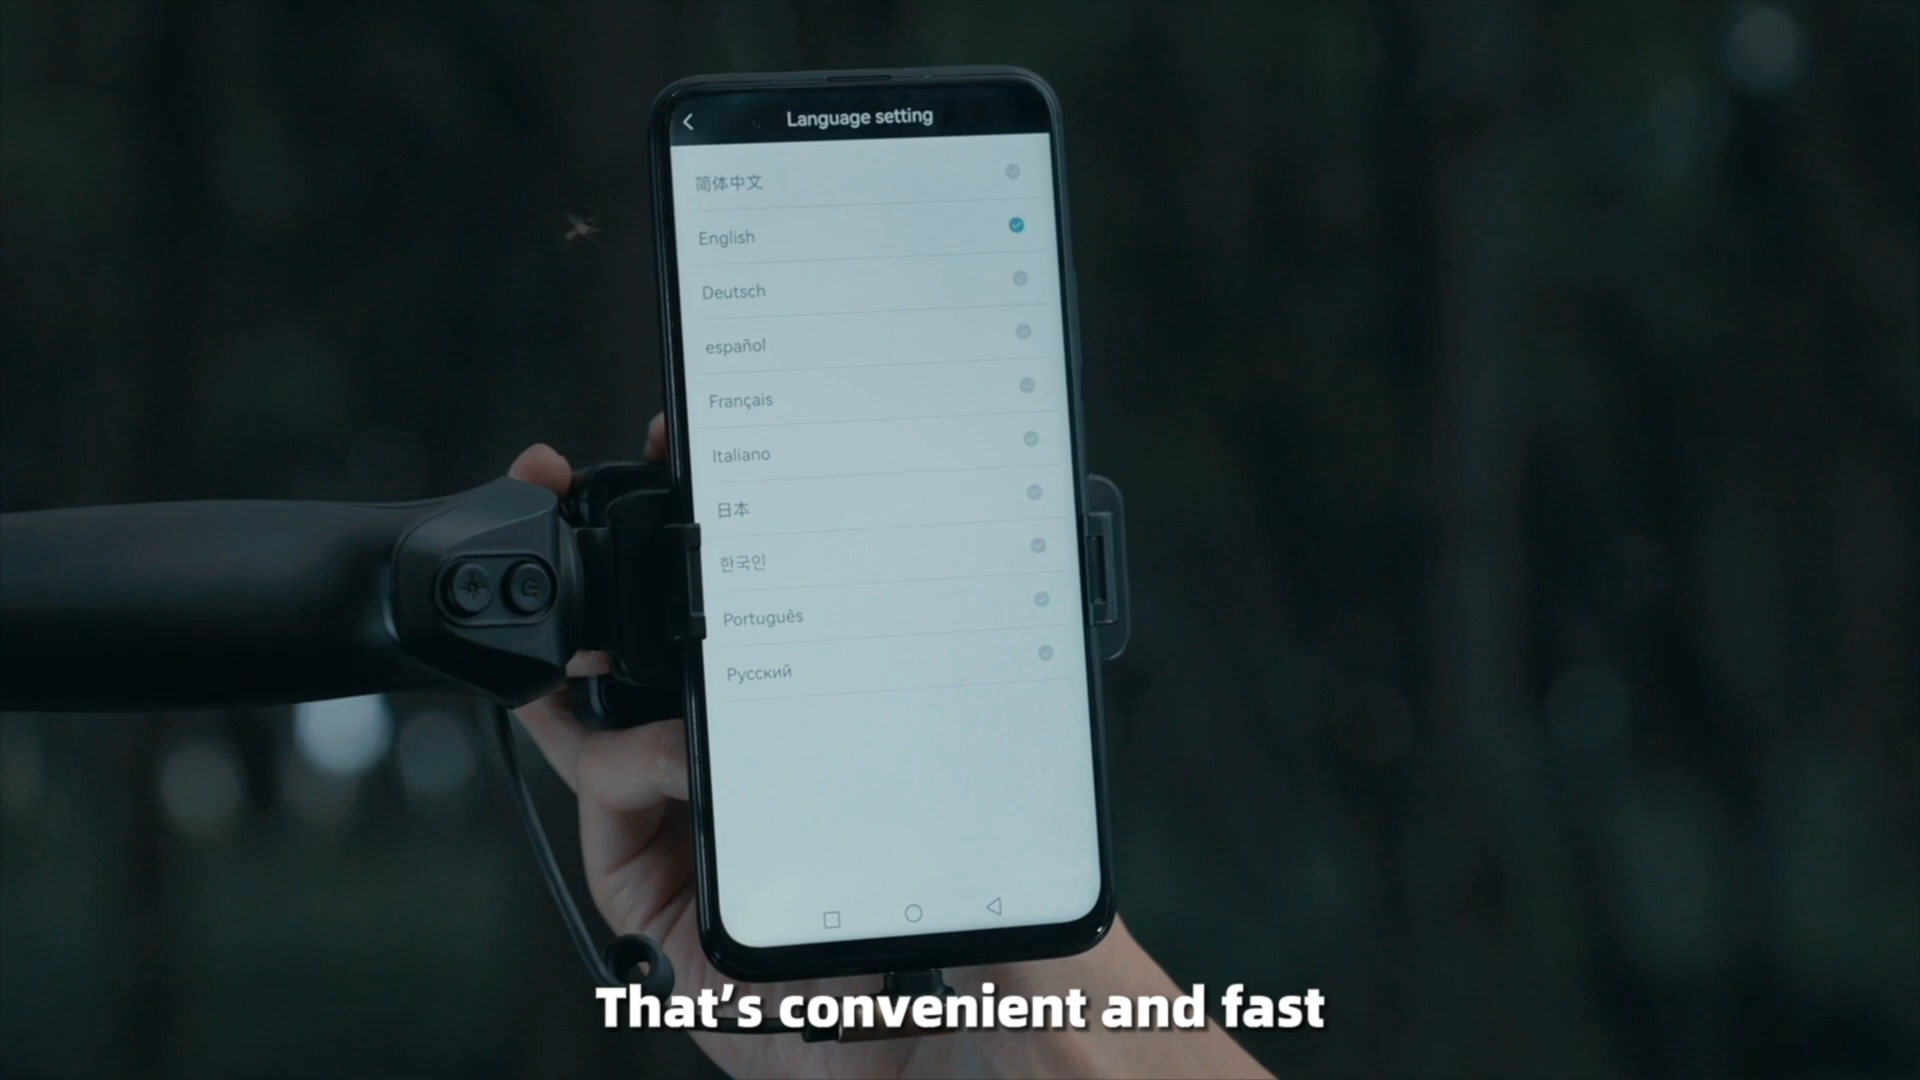 Language setting
简体中文
English
Deutsch
español
Français
Italiano
日本
한국인
Português
Русский
That's convenient and fast